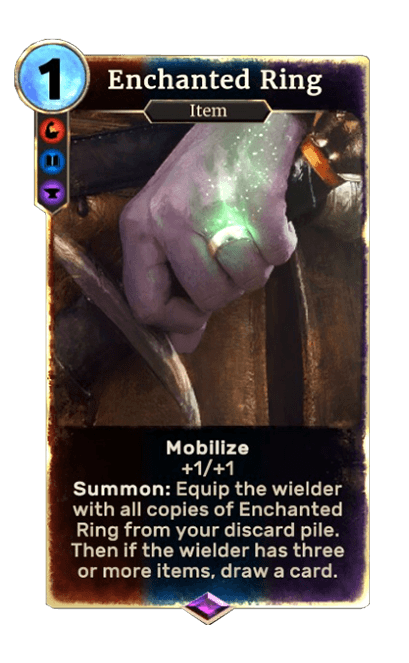 1
Enchanted Ring
Item
Mobilize
+1/+1
Summon: Equip the wielder
with all copies of Enchanted
Ring from your discard pile.
Then if the wielder has three
or more items, draw a card.